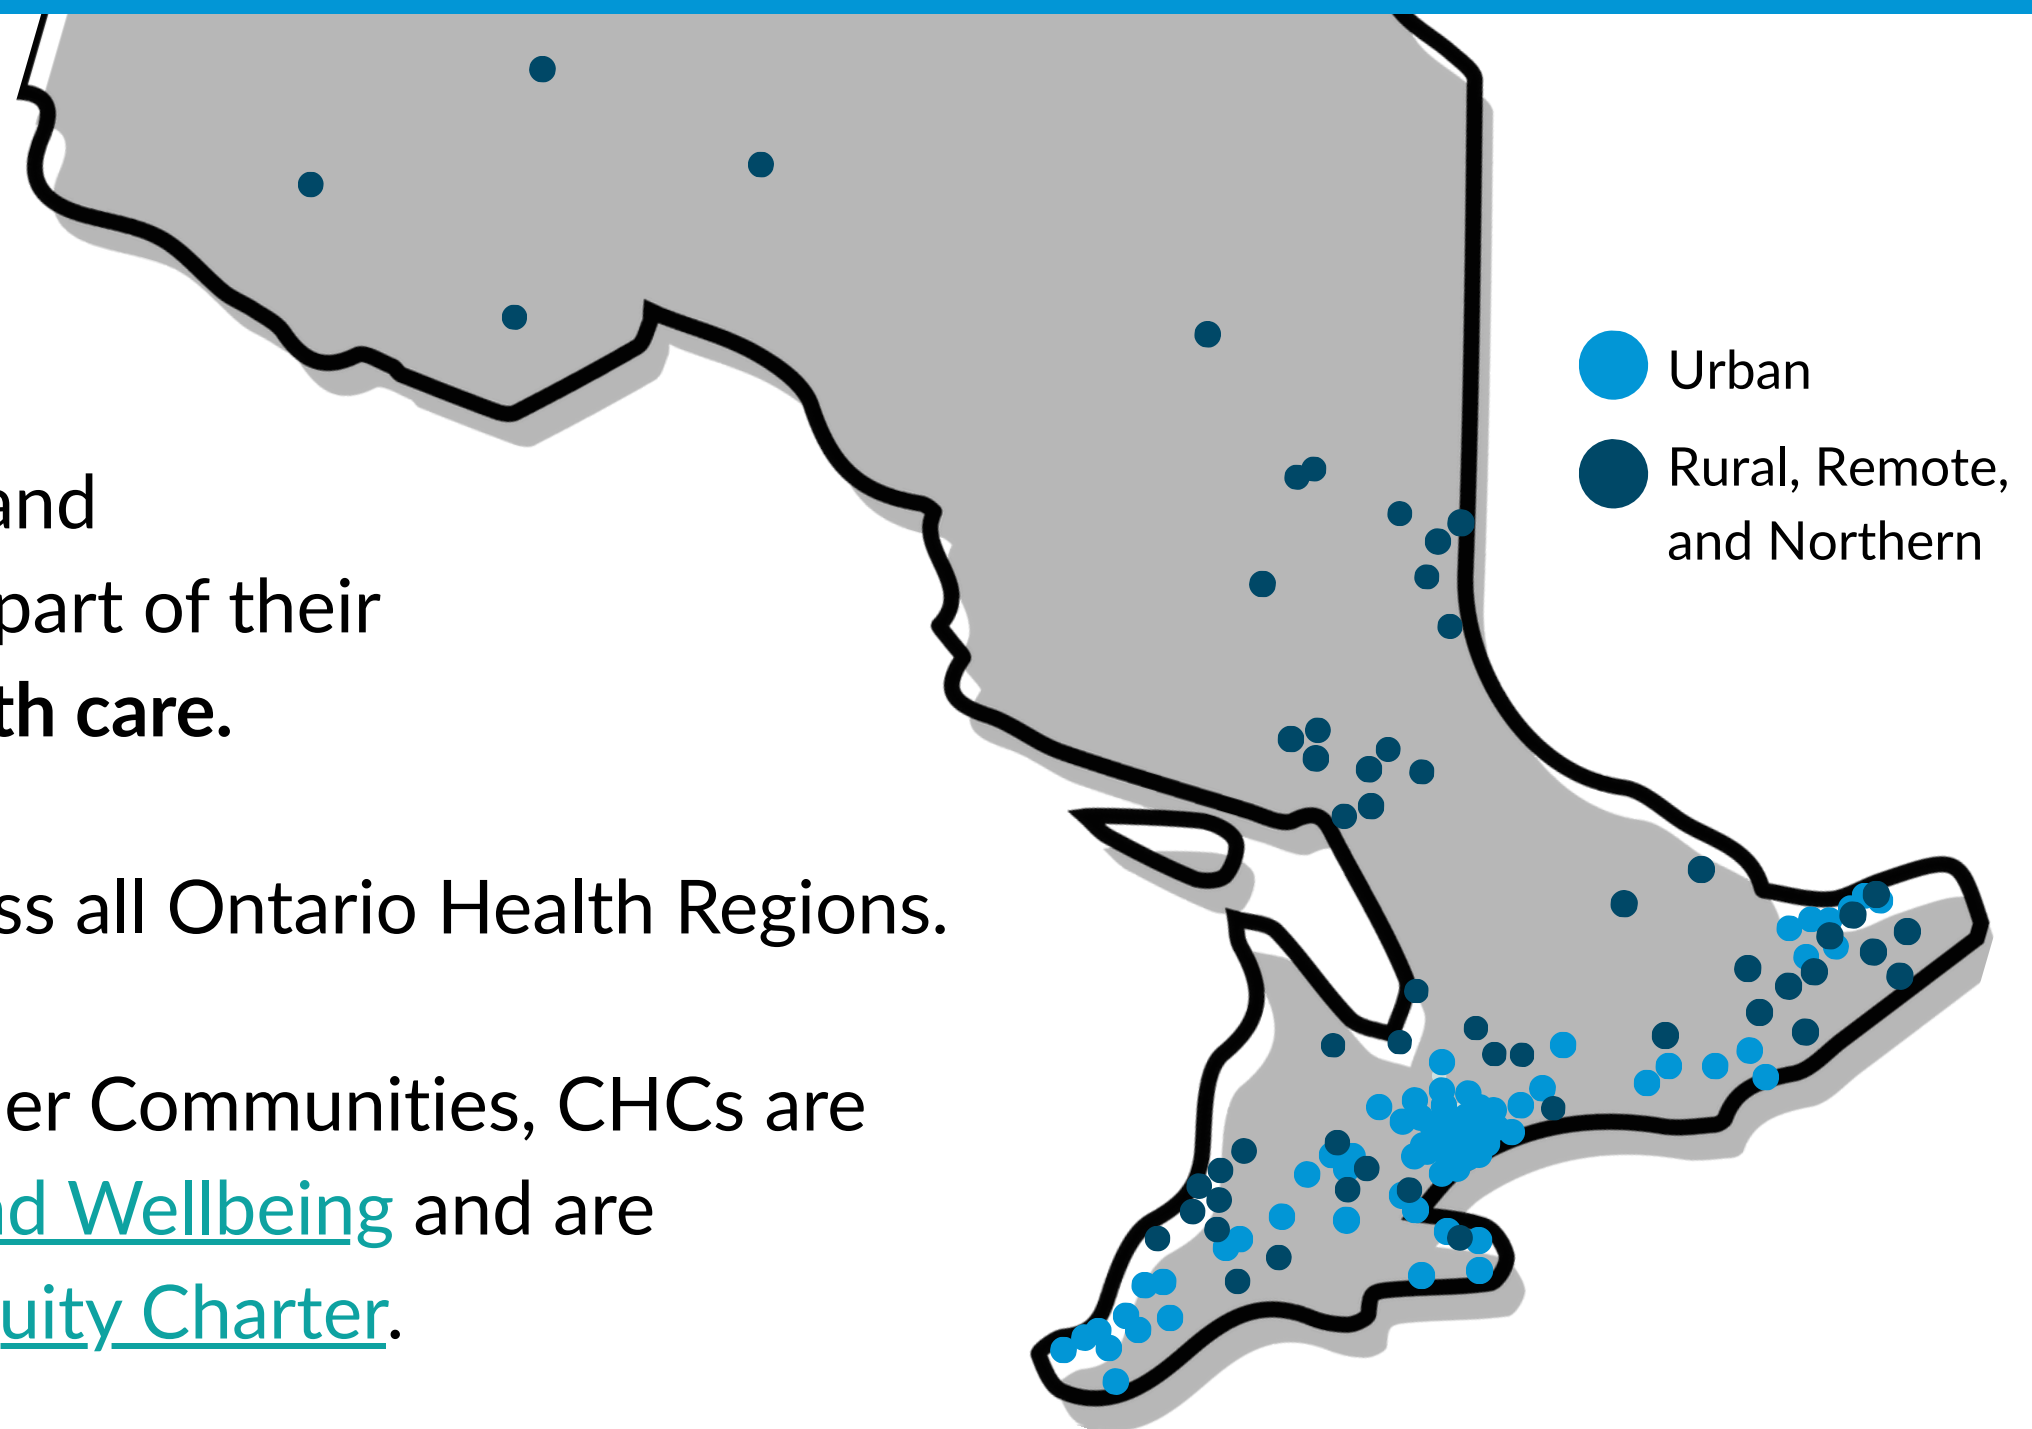 and
part of their
th care.
ss all Ontario Health Regions.
er Communities, CHCs are
nd Wellbeing and are
uity Charter.
Urban
Rural, Remote,
and Northern